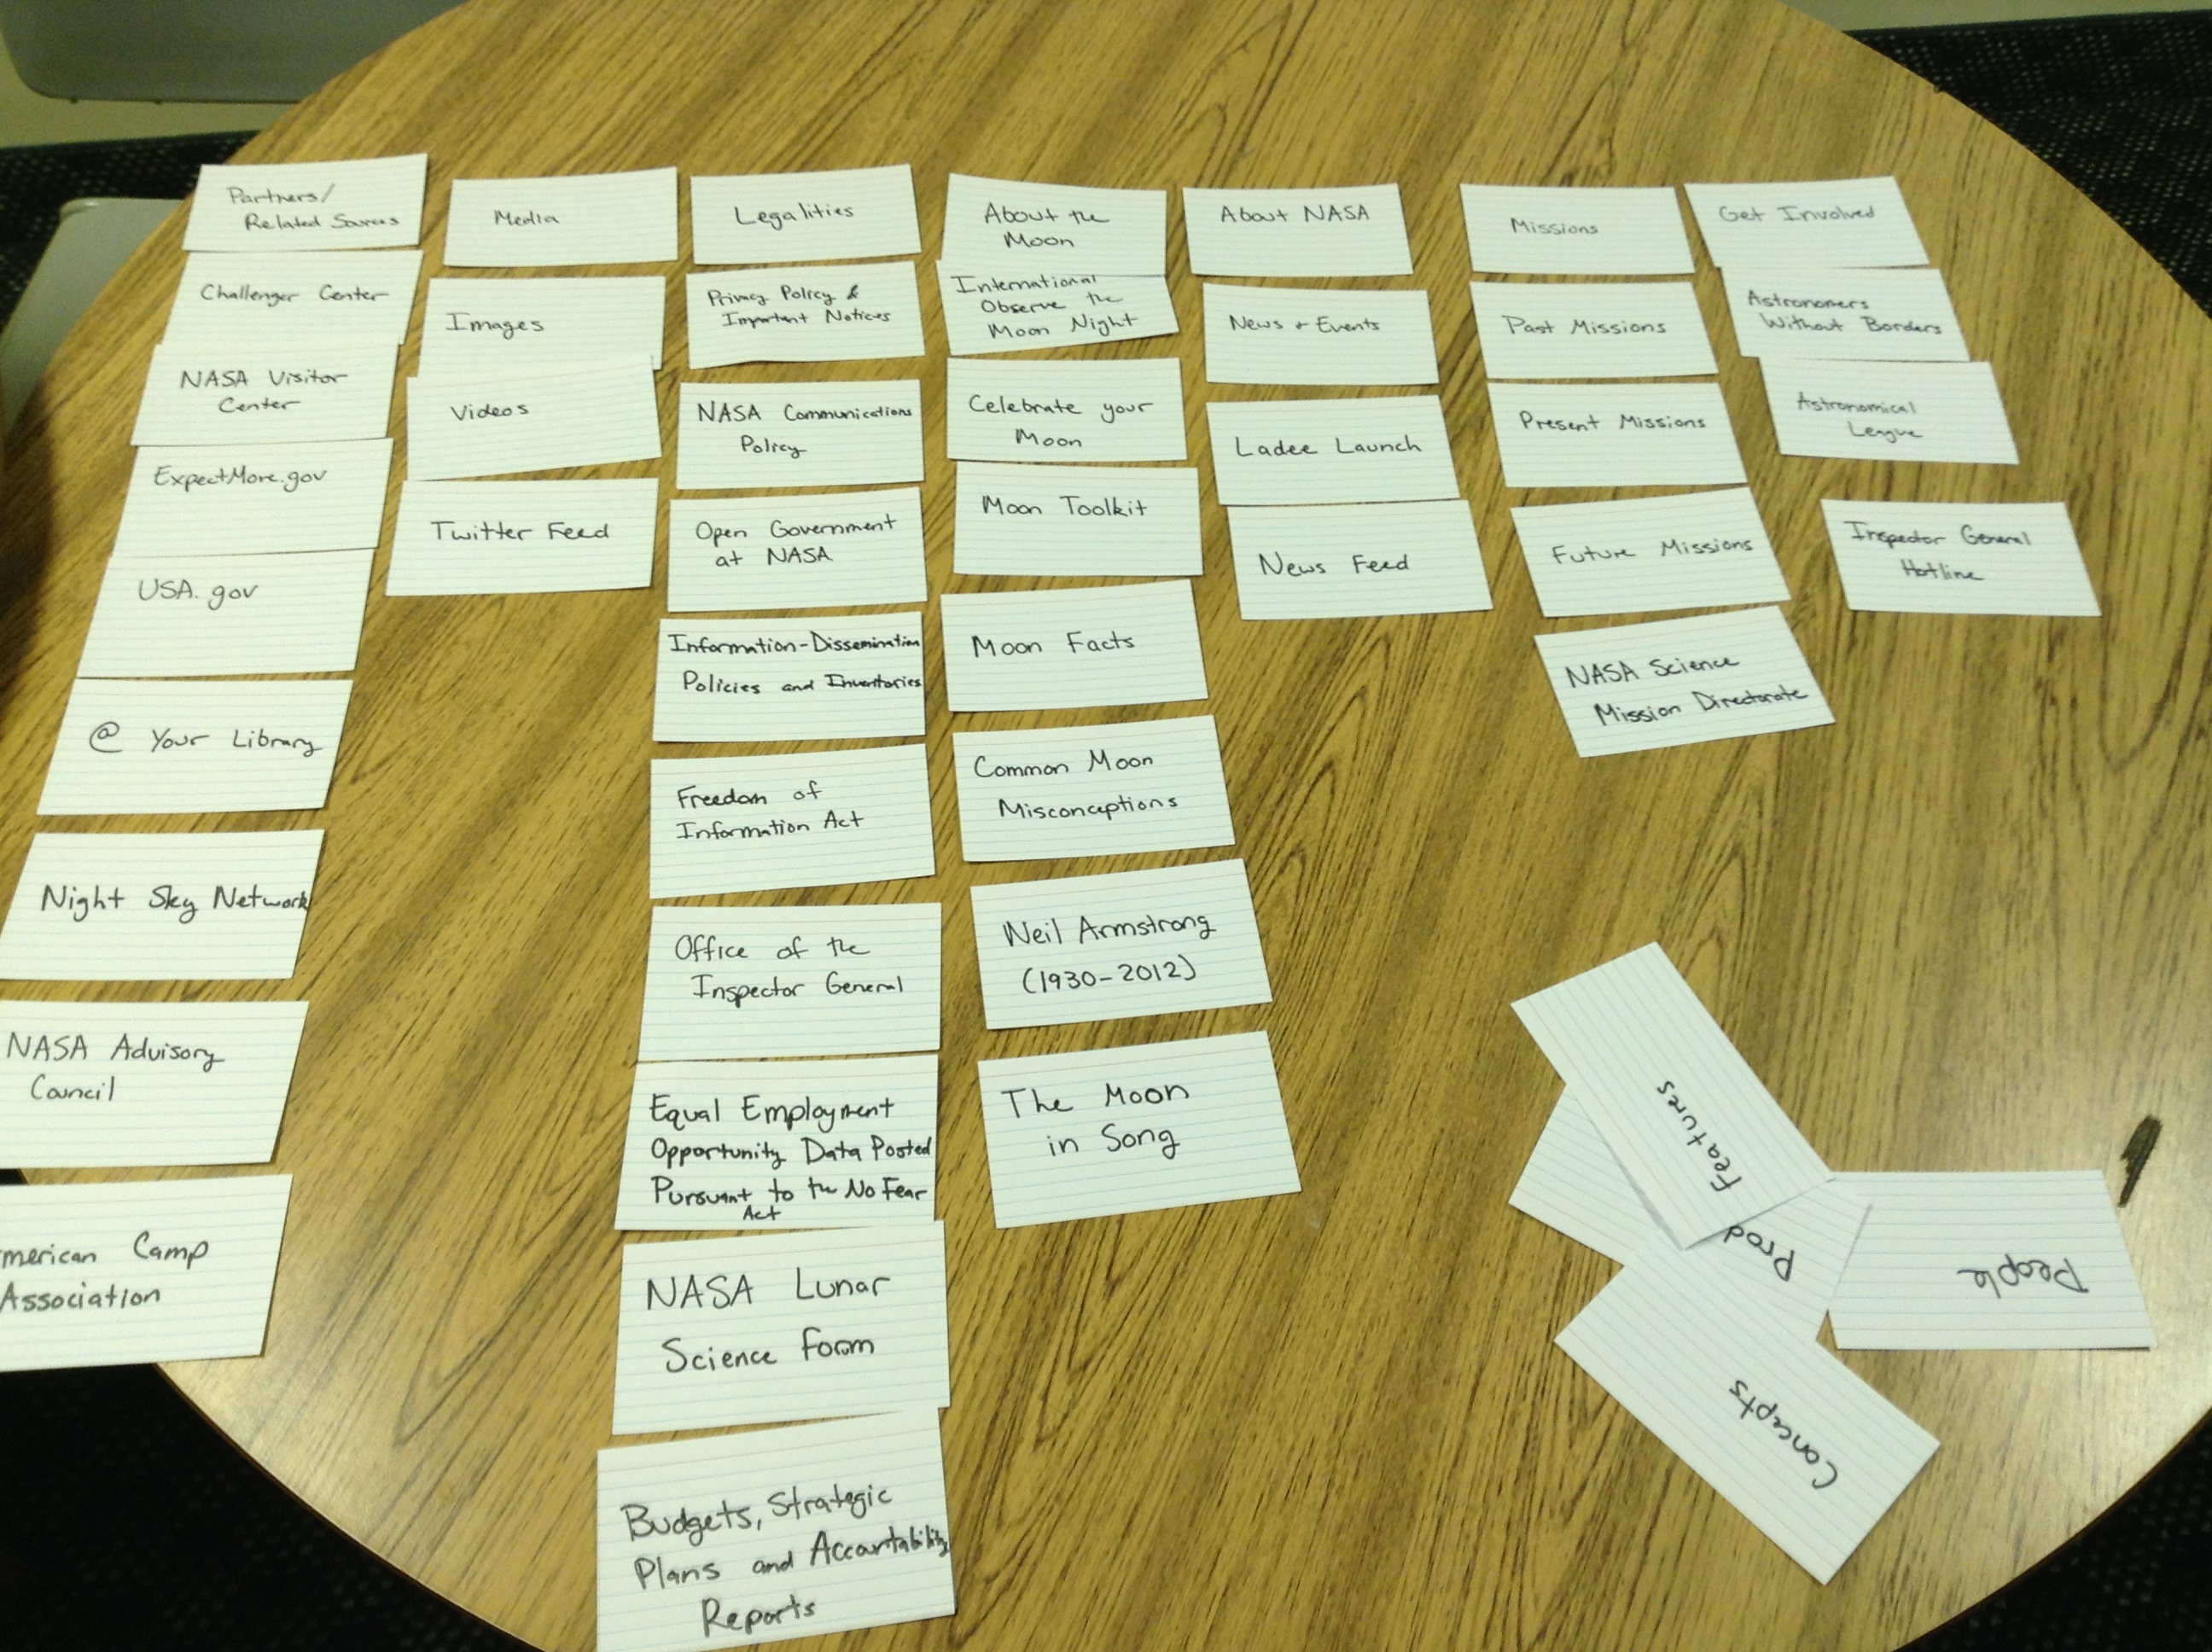 Partners/
Related Sources
Challenger Center
NASA Visitor
Center
ExpectMore.gov
USA.gov
@ Your Library
Night Sky Network
NASA Advisory
Council
merican Camp
Association
Media
Images
Videos
Twitter Feed
Legalities
Privacy Policy &
Important Notices
NASA Communications
Policy
Open Government
at NASA
Information-Dissemination
Policies and Inventories
Freedom of
Information Act
Office of the
Inspector General
Equal Employment
Opportunity Data Posted
Pursuant to the No Fear
Act
NASA Lunar
Science Form
Budgets, Strategic
Plans and Accountability
Reports
About the
Moon
International
Observe the
Moon Night
Celebrate your
Moon
Moon Toolkit
Moon Facts
Common Moon
Misconceptions
Neil Armstrong
(1930-2012)
The Moon
in Song
About NASA
News + Events
Ladee Launch
News Feed
Missions
Past Missions
Present Missions
Future Missions
NASA Science
Mission Directorate
Get Involved
Astronomers
Without Borders
Astronomical
League
Inspector General
Hotline
Features
Prod
People
Concepts